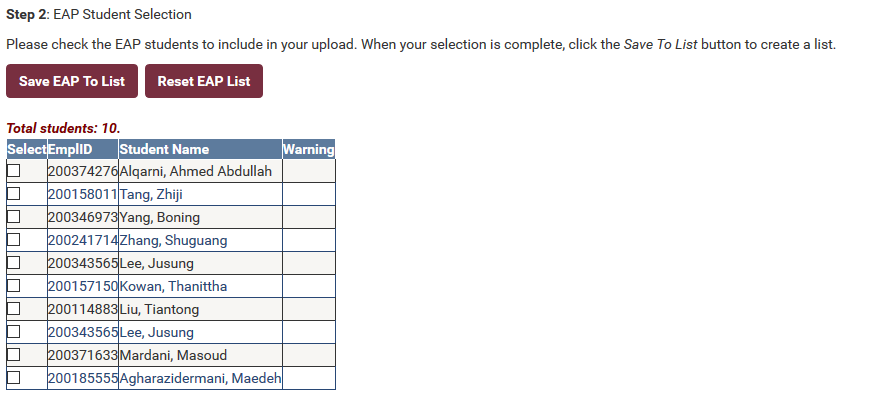 Step 2: EAP Student Selection
Please check the EAP students to include in your upload. When your selection is complete, click the Save To List button to create a list.
Save EAP To List Reset EAP List
Total students: 10.
Select EmplID Student Name Warning
200374276 Alqarni, Ahmed Abdullah
200158011 Tang, Zhiji
200346973 Yang, Boning
200241714 Zhang, Shuguang
200343565 Lee, Jusung
200157150 Kowan, Thanittha
200114883 Liu, Tiantong
200343565 Lee, Jusung
200371633 Mardani, Masoud
200185555 Agharazidermani, Maedeh